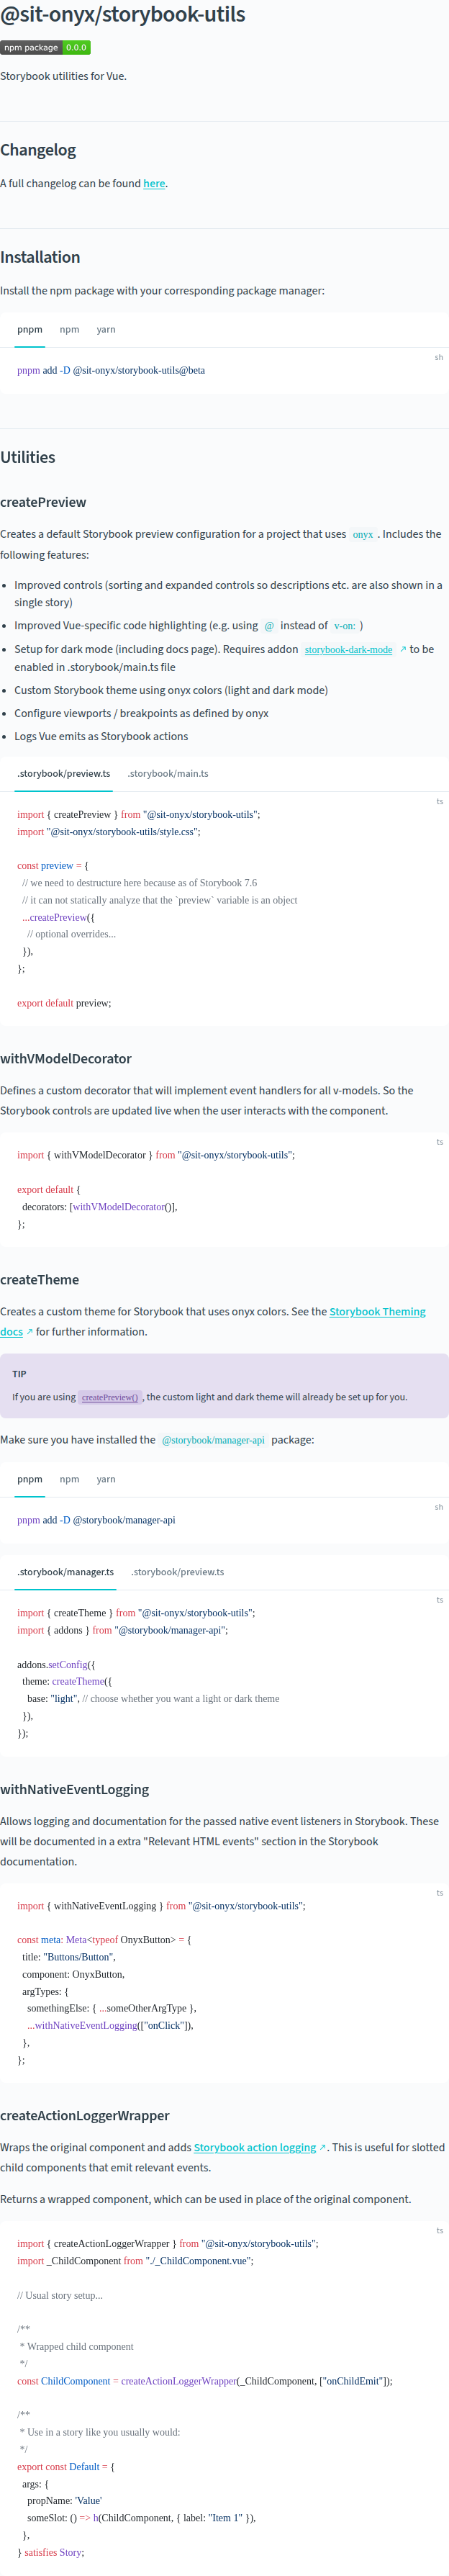 @sit-onyx/storybook-utils
npm package 0.0.0
Storybook utilities for Vue.
Changelog
A full changelog can be found here.
Installation
Install the npm package with your corresponding package manager:
pnpm npm yarn
sh
pnpm add -D @sit-onyx/storybook-utils@beta
Utilities
createPreview
Creates a default Storybook preview configuration for a project that uses onyx . Includes the
following features:
• Improved controls (sorting and expanded controls so descriptions etc. are also shown in a
single story)
• Improved Vue-specific code highlighting (e.g. using @ instead of v-on: )
• Setup for dark mode (including docs page). Requires addon storybook-dark-mode ↗ to be
enabled in .storybook/main.ts file
• Custom Storybook theme using onyx colors (light and dark mode)
• Configure viewports / breakpoints as defined by onyx
• Logs Vue emits as Storybook actions
.storybook/preview.ts .storybook/main.ts
ts
import { createPreview } from "@sit-onyx/storybook-utils";
import "@sit-onyx/storybook-utils/style.css";
const preview = {
// we need to destructure here because as of Storybook 7.6
// it can not statically analyze that the `preview` variable is an object
...createPreview({
// optional overrides...
}),
};
export default preview;
withVModelDecorator
Defines a custom decorator that will implement event handlers for all v-models. So the
Storybook controls are updated live when the user interacts with the component.
ts
import { withVModelDecorator } from "@sit-onyx/storybook-utils";
export default {
decorators: [withVModelDecorator()],
};
createTheme
Creates a custom theme for Storybook that uses onyx colors. See the Storybook Theming
docs ↗ for further information.
TIP
If you are using createPreview() , the custom light and dark theme will already be set up for you.
Make sure you have installed the @storybook/manager-api package:
pnpm npm yarn
sh
pnpm add -D @storybook/manager-api
.storybook/manager.ts .storybook/preview.ts
ts
import { createTheme } from "@sit-onyx/storybook-utils";
import { addons } from "@storybook/manager-api";
addons.setConfig({
theme: createTheme({
base: "light", // choose whether you want a light or dark theme
}),
});
withNativeEventLogging
Allows logging and documentation for the passed native event listeners in Storybook. These
will be documented in a extra "Relevant HTML events" section in the Storybook
documentation.
ts
import { withNativeEventLogging } from "@sit-onyx/storybook-utils";
const meta: Meta<typeof OnyxButton> = {
title: "Buttons/Button",
component: OnyxButton,
argTypes: {
somethingElse: { ...someOtherArgType },
...withNativeEventLogging(["onClick"]),
},
};
createActionLoggerWrapper
Wraps the original component and adds Storybook action logging ↗. This is useful for slotted
child components that emit relevant events.
Returns a wrapped component, which can be used in place of the original component.
ts
import { createActionLoggerWrapper } from "@sit-onyx/storybook-utils";
import _ChildComponent from "./_ChildComponent.vue";
// Usual story setup...
/**
* Wrapped child component
*/
const ChildComponent = createActionLoggerWrapper(_ChildComponent, ["onChildEmit"]);
/**
* Use in a story like you usually would:
*/
export const Default = {
args: {
propName: 'Value'
someSlot: () => h(ChildComponent, { label: "Item 1" }),
},
} satisfies Story;